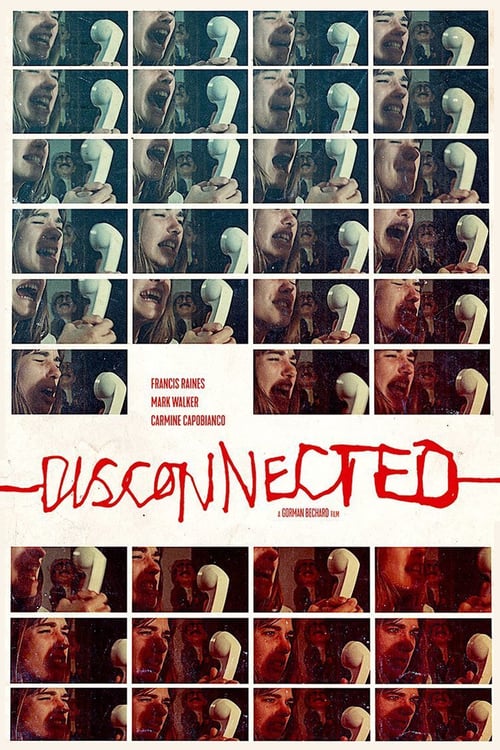 FRANCIS RAINES
MARK WALKER
CARMINE CAPOBIANCO
DISCONNECTED
A GORMAN BECHARD FILM